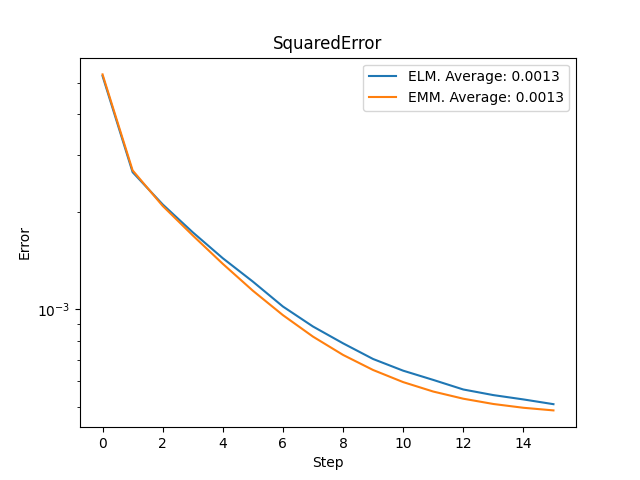 SquaredError
ELM. Average: 0.0013
EMM. Average: 0.0013
Error
10⁻³
0 2 4 6 8 10 12 14
Step